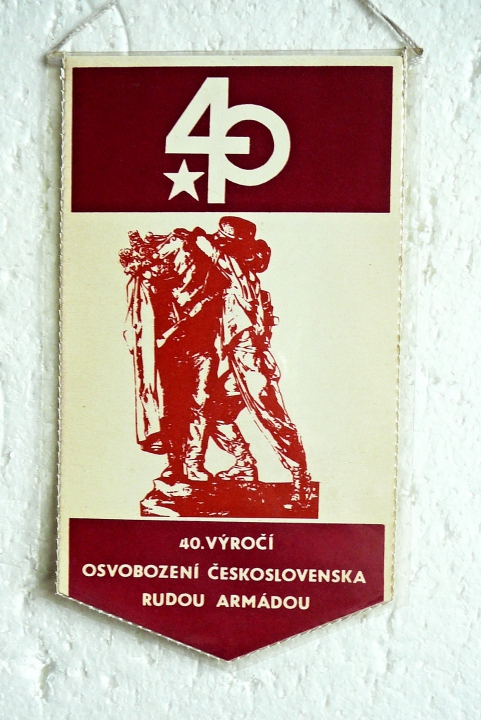 40
40. VÝROČÍ
OSVOBOZENÍ ČESKOSLOVENSKA
RUDOU ARMÁDOU